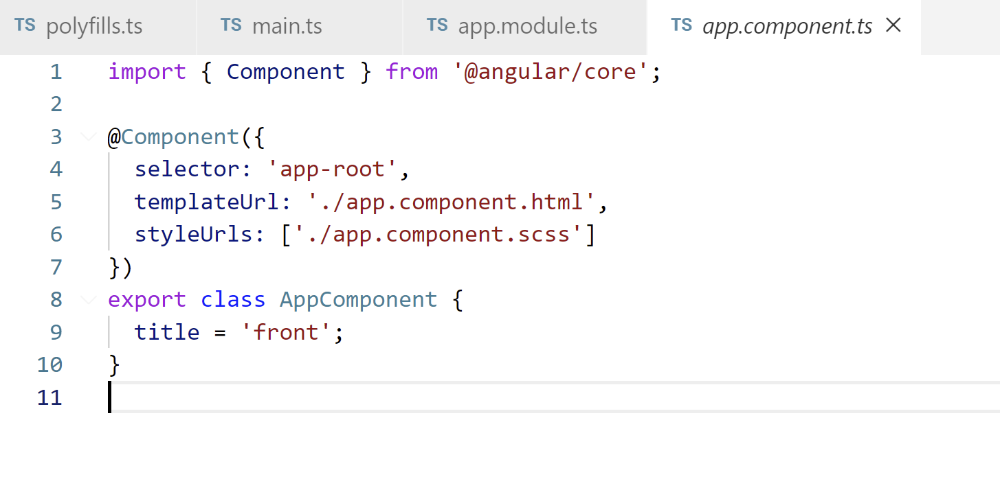 TS polyfills.ts TS main.ts TS app.module.ts TS app.component.ts
1 import { Component } from '@angular/core';
2
3 @Component({
4   selector: 'app-root',
5   templateUrl: './app.component.html',
6   styleUrls: ['./app.component.scss']
7 })
8 export class AppComponent {
9   title = 'front';
10 }
11